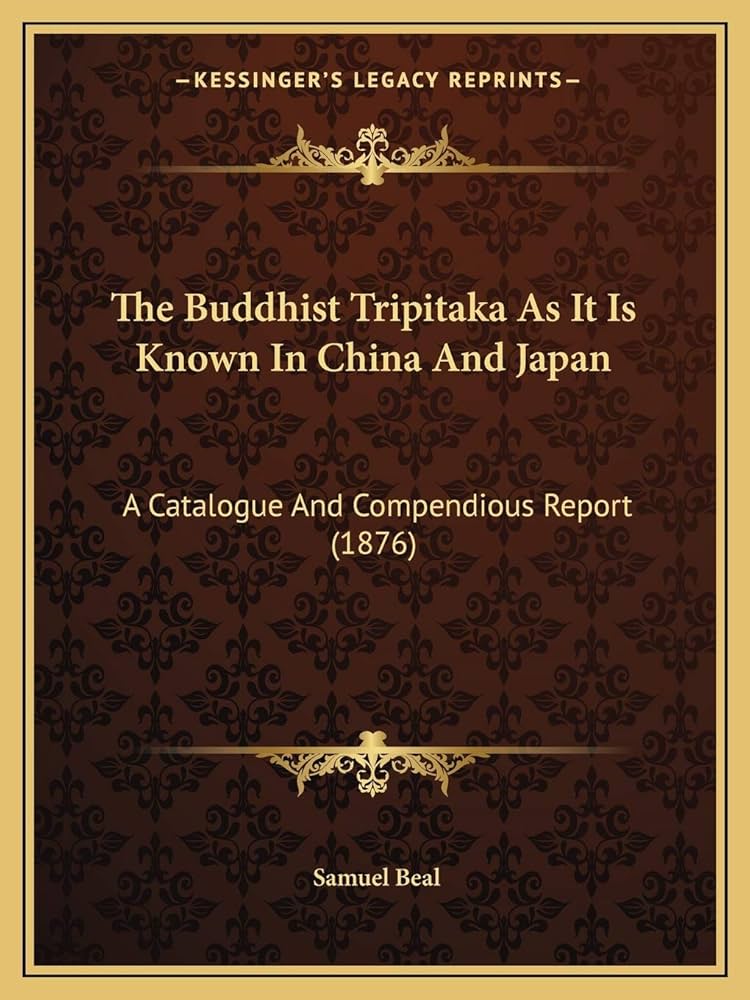 —KESSINGER'S LEGACY REPRINTS—
The Buddhist Tripitaka As It Is
Known In China And Japan
A Catalogue And Compendious Report
(1876)
Samuel Beal